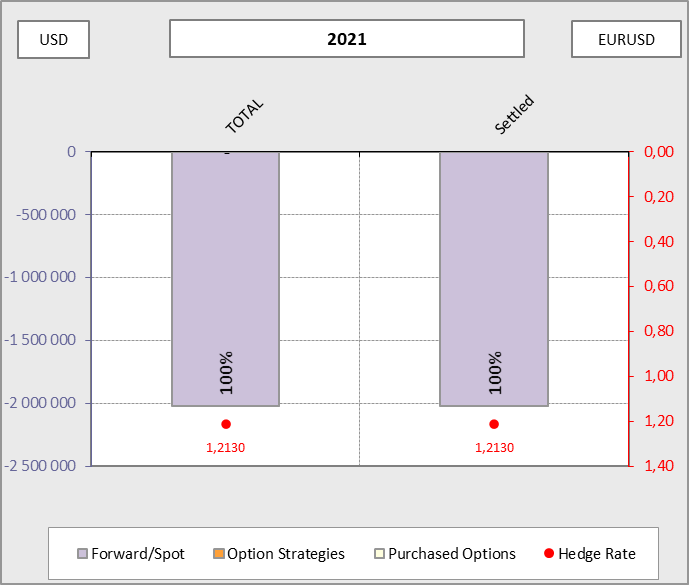 USD
2021
EURUSD
TOTAL
Settled
0
-500 000
-1 000 000
-1 500 000
-2 000 000
-2 500 000
0,00
0,20
0,40
0,60
0,80
1,00
1,20
1,40
-
100%
100%
1,2130
1,2130
Forward/Spot
Option Strategies
Purchased Options
Hedge Rate